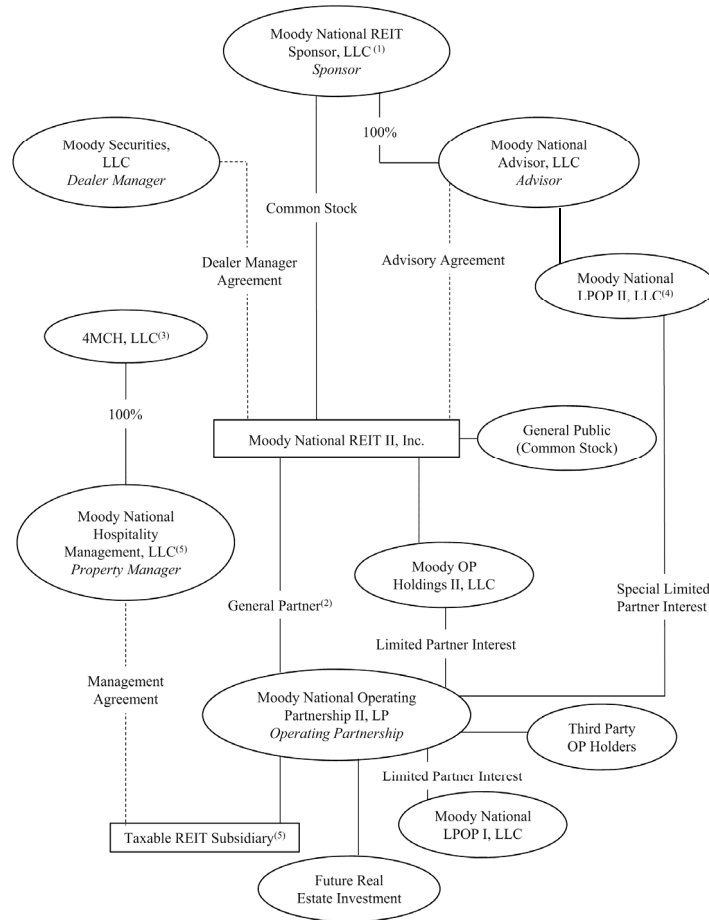 Moody National REIT
Sponsor, LLC (1)
Sponsor
100%
Moody Securities,
LLC
Dealer Manager
Moody National
Advisor, LLC
Advisor
Common Stock
Dealer Manager
Agreement
Advisory Agreement
Moody National
LPOP II, LLC(4)
4MCH, LLC(3)
100%
Moody National REIT II, Inc.
General Public
(Common Stock)
Moody National
Hospitality
Management, LLC(5)
Property Manager
Moody OP
Holdings II, LLC
General Partner(2)
Special Limited
Partner Interest
Limited Partner Interest
Management
Agreement
Moody National Operating
Partnership II, LP
Operating Partnership
Third Party
OP Holders
Limited Partner Interest
Moody National
LPOP I, LLC
Taxable REIT Subsidiary(5)
Future Real
Estate Investment